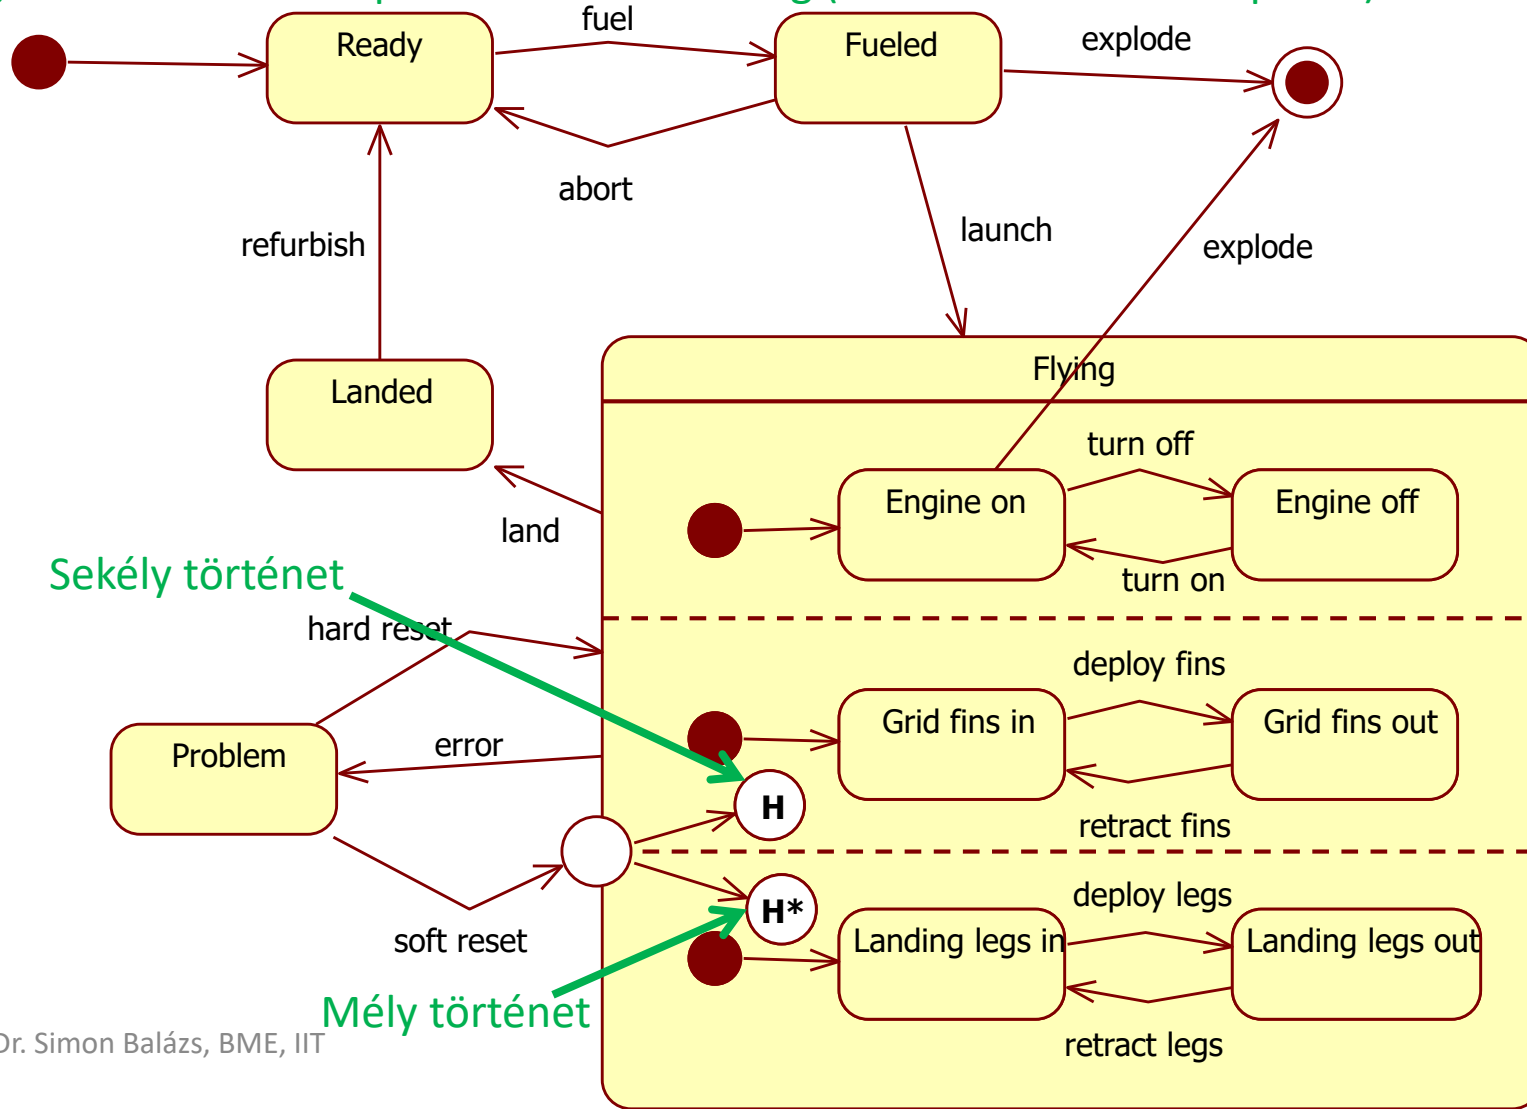 fuel
Ready
Fueled
explode
abort
launch
refurbish
explode
Flying
Landed
turn off
Engine on
Engine off
land
turn on
Sekély történet
hard reset
deploy fins
Grid fins in
Grid fins out
Problem
error
H
retract fins
H*
deploy legs
soft reset
Landing legs in
Landing legs out
Mély történet
Dr. Simon Balázs, BME, IIT
retract legs